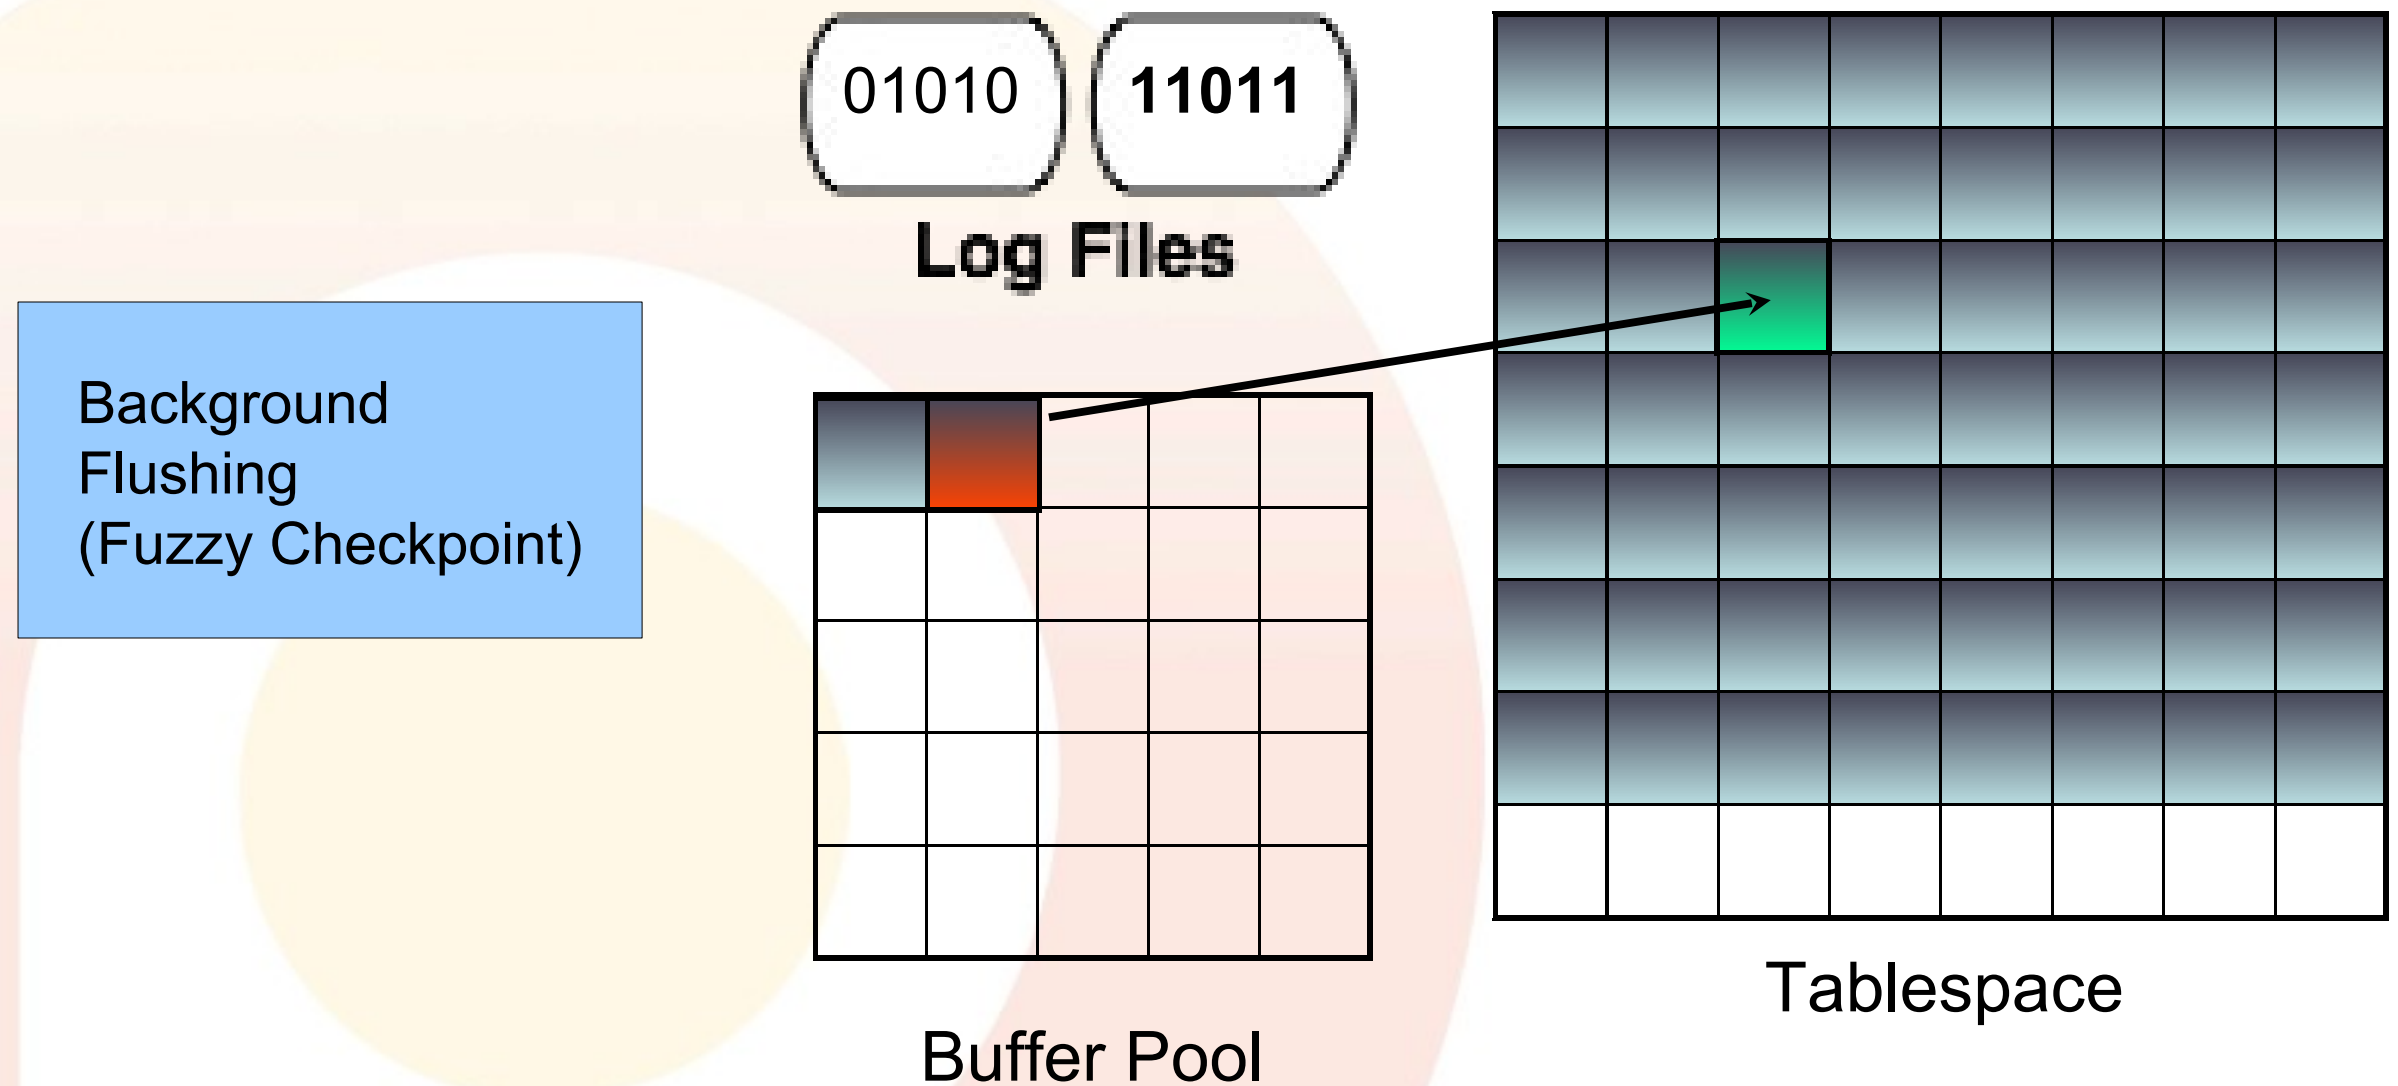 01010
11011
Log Files
Background
Flushing
(Fuzzy Checkpoint)
Tablespace
Buffer Pool